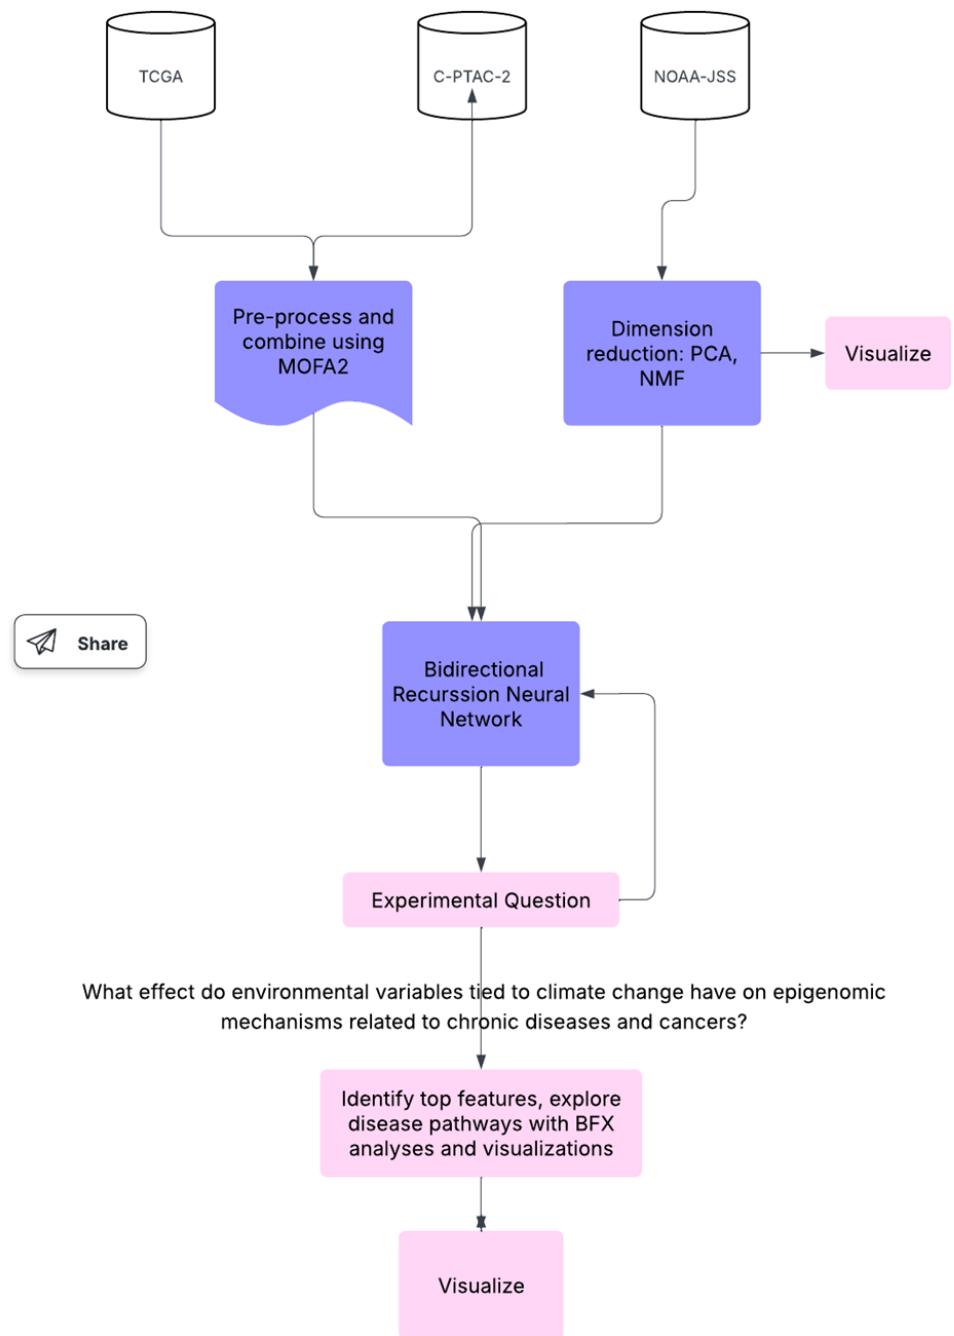 TCGA
C-PTAC-2
NOAA-JSS
Pre-process and
combine using
MOFA2
Dimension
reduction: PCA,
NMF
Visualize
Share
Bidirectional
Recurssion Neural
Network
Experimental Question
What effect do environmental variables tied to climate change have on epigenomic
mechanisms related to chronic diseases and cancers?
Identify top features, explore
disease pathways with BFX
analyses and visualizations
Visualize